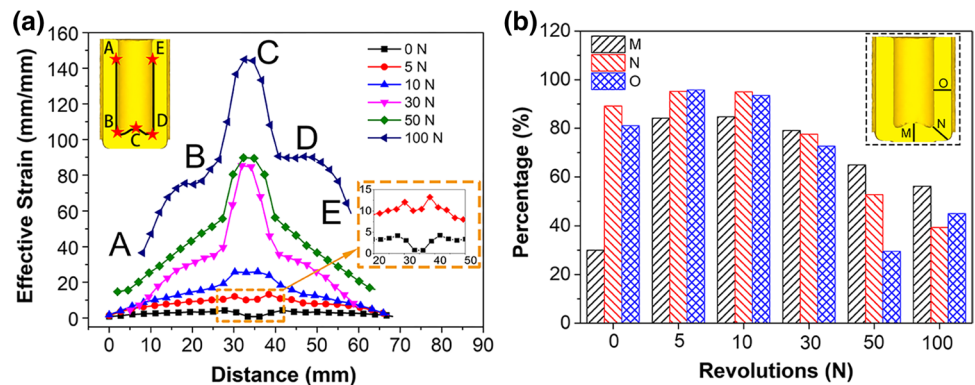 (a)
Effective Strain (mm/mm)
160
140
120
100
80
60
40
20
0
A
E
B
D
C
0 N
5 N
10 N
30 N
50 N
100 N
A
B
C
D
E
15
10
5
0
20 30 40 50
0 10 20 30 40 50 60 70 80 90
Distance (mm)
(b)
Percentage (%)
120
100
80
60
40
20
0
M
N
O
O
N
M
0 5 10 30 50 100
Revolutions (N)